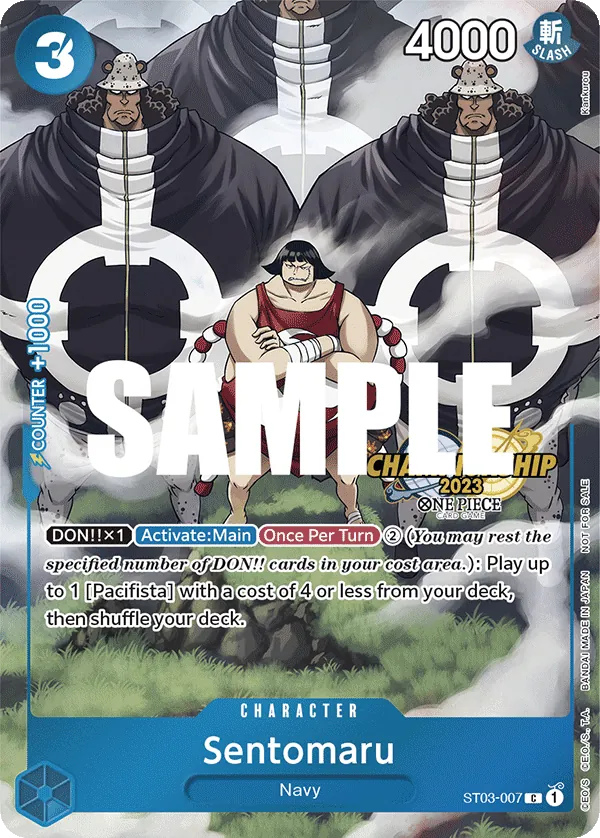 3
4000
斬
SLASH
Kankurou
COUNTER +1000
SAMPLE
CHAMPIONSHIP
2023
ONE PIECE
CARD GAME
DON!!×1 Activate:Main Once Per Turn ② (You may rest the
specified number of DON!! cards in your cost area.): Play up
to 1 [Pacifista] with a cost of 4 or less from your deck,
then shuffle your deck.
CHARACTER
Sentomaru
Navy
ST03-007 C 1
CEO/S C.E.O./S., T.A. BANDAI MADE IN JAPAN NOT FOR SALE